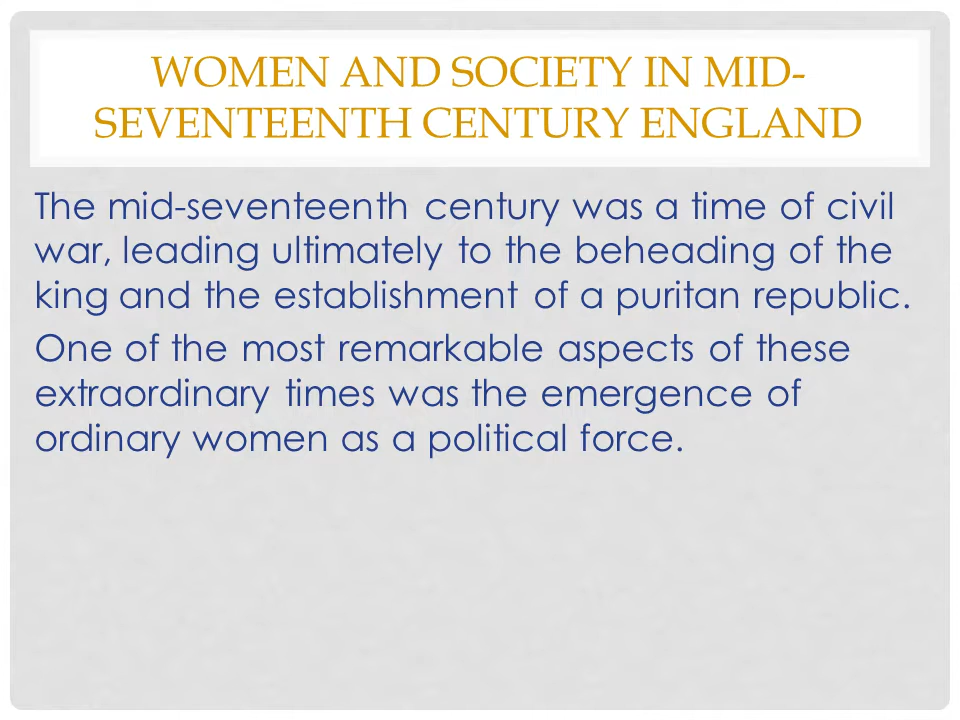 WOMEN AND SOCIETY IN MID-
SEVENTEENTH CENTURY ENGLAND
The mid-seventeenth century was a time of civil
war, leading ultimately to the beheading of the
king and the establishment of a puritan republic.
One of the most remarkable aspects of these
extraordinary times was the emergence of
ordinary women as a political force.